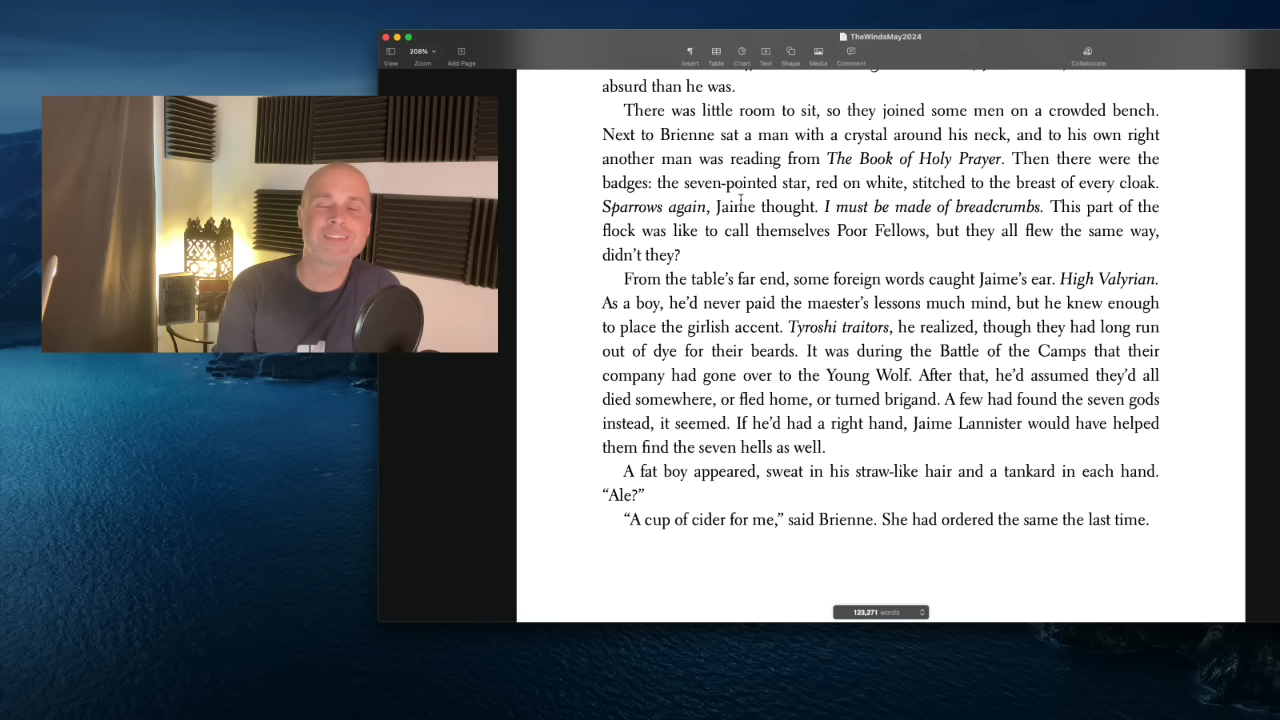 TheWindsMay2024
208%
View Zoom Add Page Insert Table Chart Text Shape Media Comment Collaborate
absurd than he was.
There was little room to sit, so they joined some men on a crowded bench.
Next to Brienne sat a man with a crystal around his neck, and to his own right
another man was reading from The Book of Holy Prayer. Then there were the
badges: the seven-pointed star, red on white, stitched to the breast of every cloak.
Sparrows again, Jaime thought. I must be made of breadcrumbs. This part of the
flock was like to call themselves Poor Fellows, but they all flew the same way,
didn’t they?
From the table’s far end, some foreign words caught Jaime’s ear. High Valyrian.
As a boy, he’d never paid the maester’s lessons much mind, but he knew enough
to place the girlish accent. Tyroshi traitors, he realized, though they had long run
out of dye for their beards. It was during the Battle of the Camps that their
company had gone over to the Young Wolf. After that, he’d assumed they’d all
died somewhere, or fled home, or turned brigand. A few had found the seven gods
instead, it seemed. If he’d had a right hand, Jaime Lannister would have helped
them find the seven hells as well.
A fat boy appeared, sweat in his straw-like hair and a tankard in each hand.
“Ale?”
“A cup of cider for me,” said Brienne. She had ordered the same the last time.
123,271 words